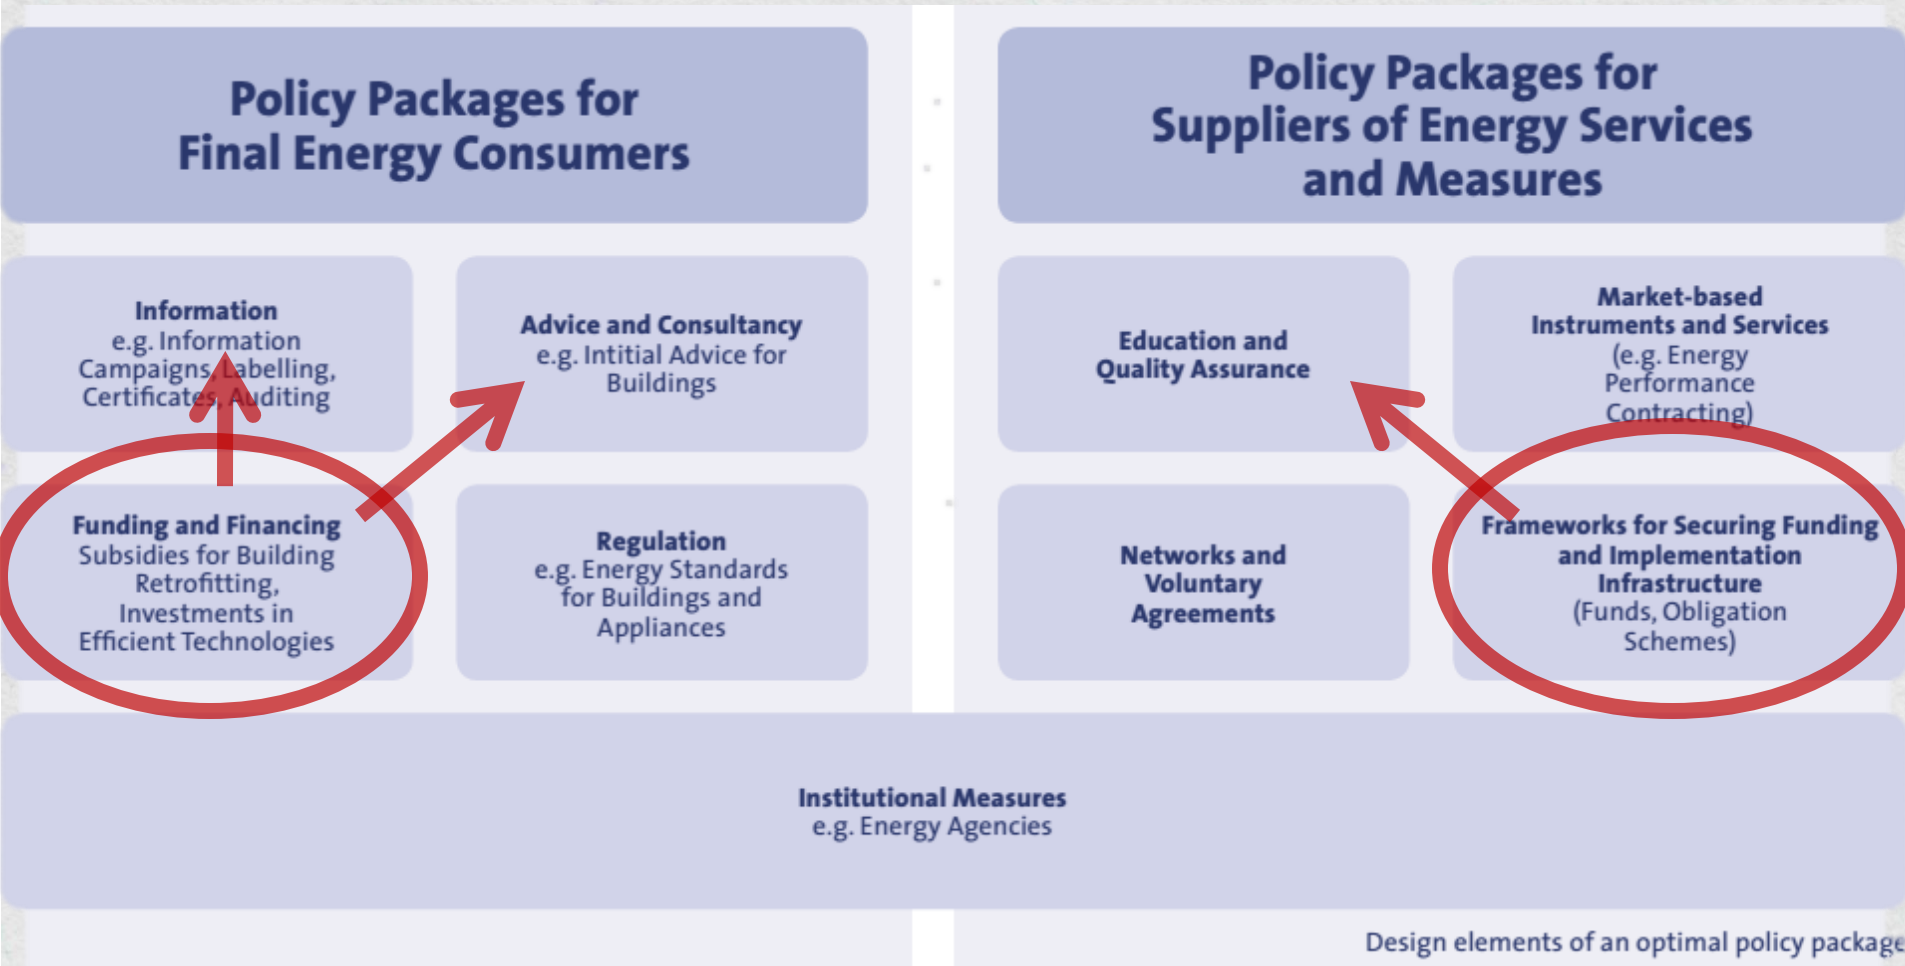 Policy Packages for
Final Energy Consumers
Policy Packages for
Suppliers of Energy Services
and Measures
Information
e.g. Information
Campaigns, Labelling,
Certificates, Auditing
Advice and Consultancy
e.g. Intitial Advice for
Buildings
Education and
Quality Assurance
Market-based
Instruments and Services
(e.g. Energy
Performance
Contracting)
Funding and Financing
Subsidies for Building
Retrofitting,
Investments in
Efficient Technologies
Regulation
e.g. Energy Standards
for Buildings and
Appliances
Networks and
Voluntary
Agreements
Frameworks for Securing Funding
and Implementation
Infrastructure
(Funds, Obligation
Schemes)
Institutional Measures
e.g. Energy Agencies
Design elements of an optimal policy package